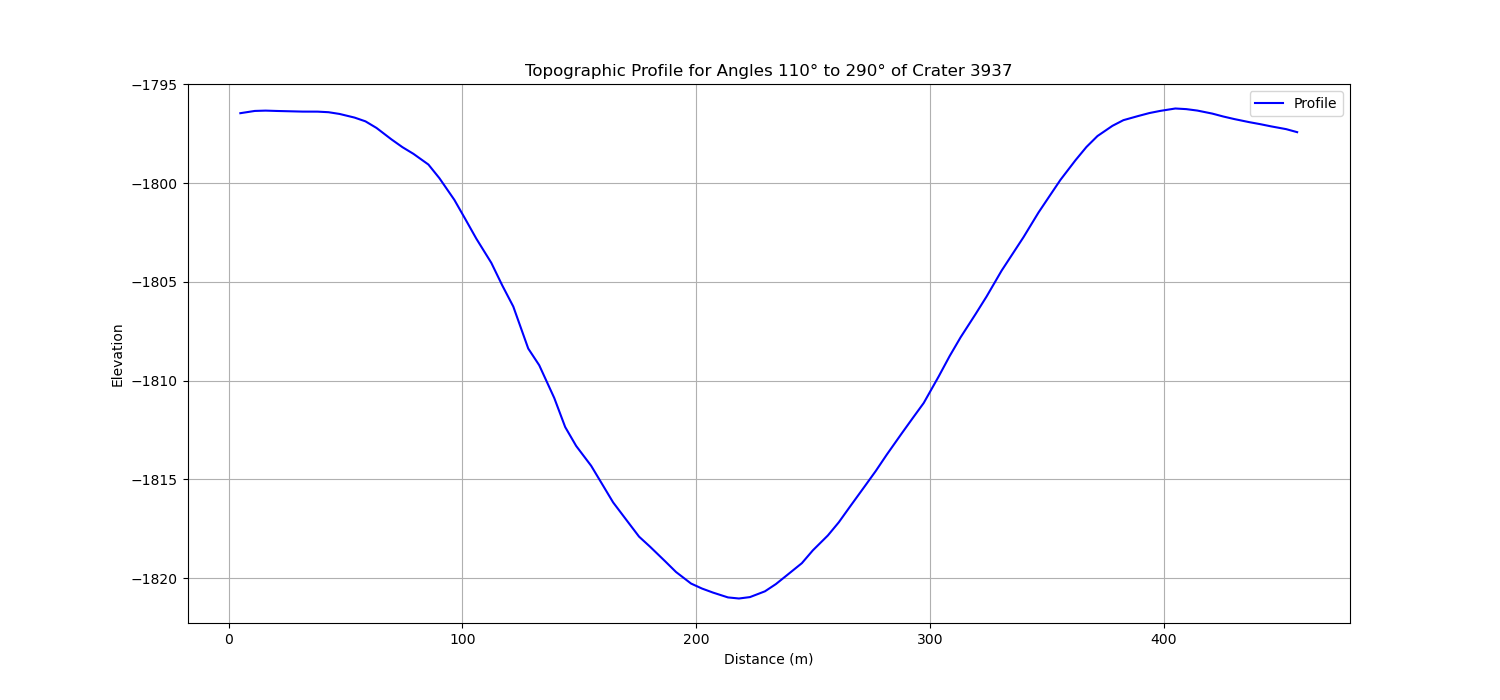 Topographic Profile for Angles 110° to 290° of Crater 3937
Profile
−1795
−1800
−1805
−1810
−1815
−1820
Elevation
0 100 200 300 400
Distance (m)